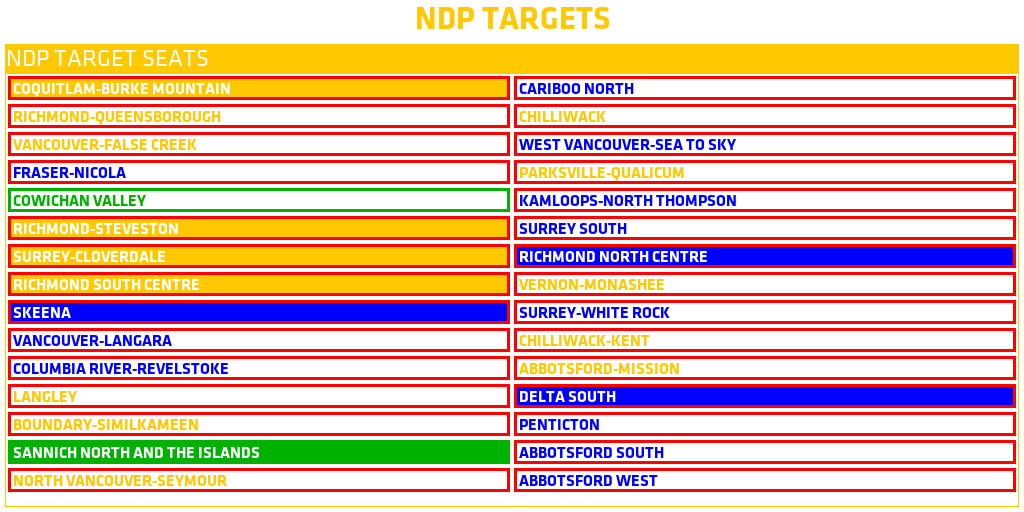 NDP TARGETS
NDP TARGET SEATS
COQUITLAM-BURKE MOUNTAIN
RICHMOND-QUEENSBOROUGH
VANCOUVER-FALSE CREEK
FRASER-NICOLA
COWICHAN VALLEY
RICHMOND-STEVESTON
SURREY-CLOVERDALE
RICHMOND SOUTH CENTRE
SKEENA
VANCOUVER-LANGARA
COLUMBIA RIVER-REVELSTOKE
LANGLEY
BOUNDARY-SIMILKAMEEN
SANNICH NORTH AND THE ISLANDS
NORTH VANCOUVER-SEYMOUR
CARIBOO NORTH
CHILLIWACK
WEST VANCOUVER-SEA TO SKY
PARKSVILLE-QUALICUM
KAMLOOPS-NORTH THOMPSON
SURREY SOUTH
RICHMOND NORTH CENTRE
VERNON-MONASHEE
SURREY-WHITE ROCK
CHILLIWACK-KENT
ABBOTSFORD-MISSION
DELTA SOUTH
PENTICTON
ABBOTSFORD SOUTH
ABBOTSFORD WEST